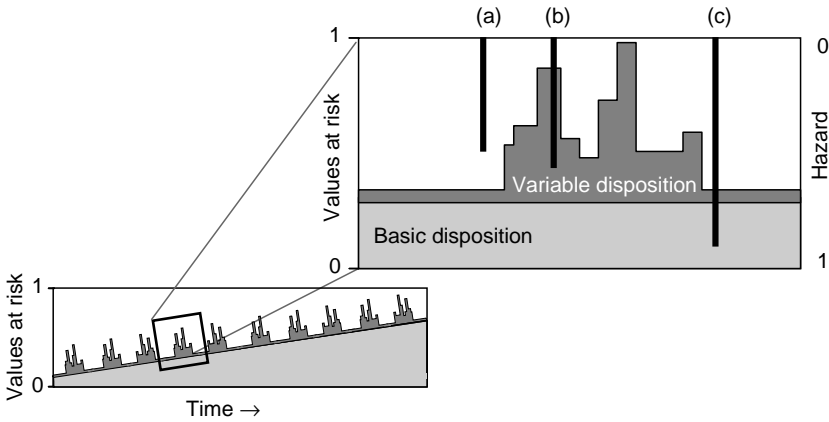 (a)
(b)
(c)
1
0
Values at risk
Hazard
Variable disposition
Basic disposition
0
1
1
Values at risk
0
Time →